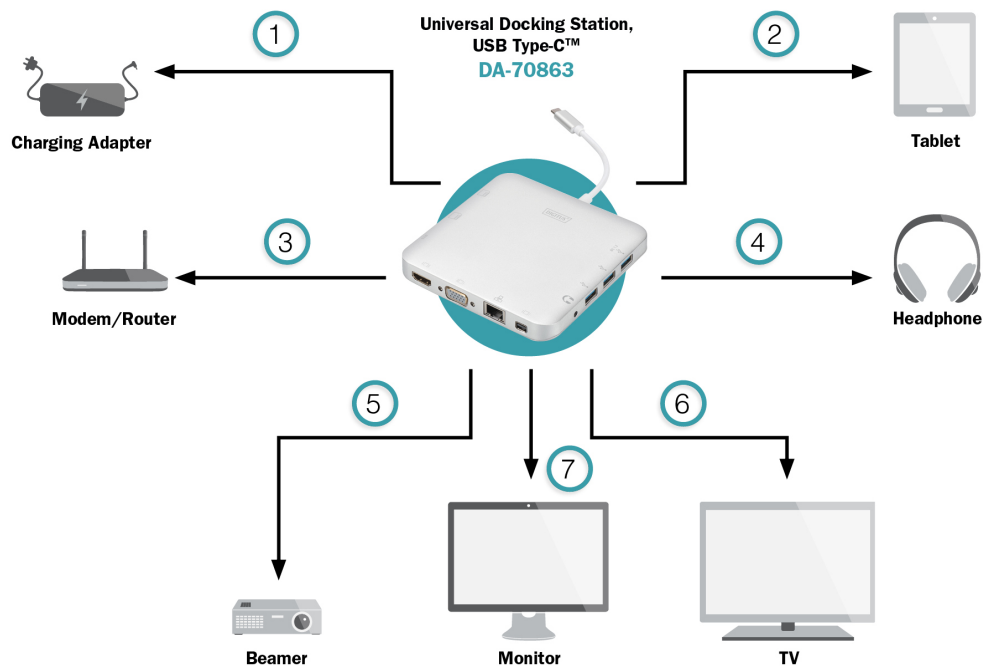 Universal Docking Station,
USB Type-C™
DA-70863
1
2
Charging Adapter
Tablet
3
4
Modem/Router
Headphone
5
6
7
Beamer
Monitor
TV